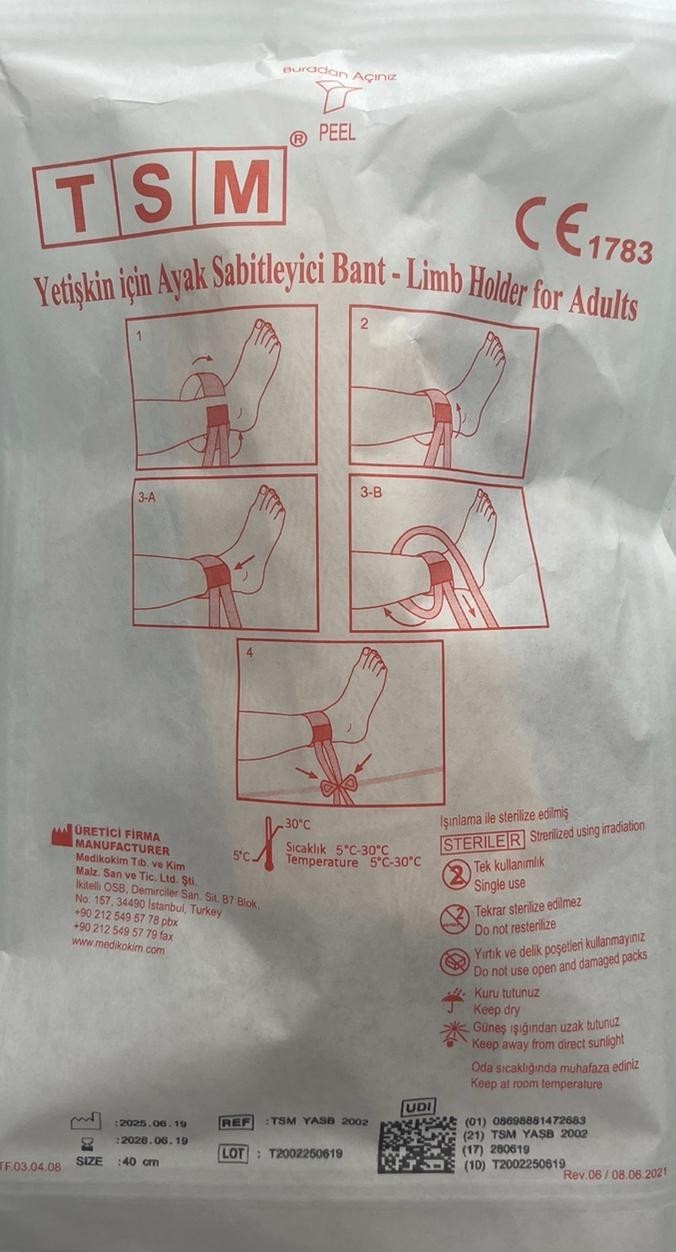 Buradan Açınız
PEEL
TSM®
CE 1783
Yetişkin için Ayak Sabitleyici Bant - Limb Holder for Adults
1
2
3-A
3-B
4
ÜRETİCİ FİRMA
MANUFACTURER
Medikokim Tıb. ve Kim
Malz. San ve Tic. Ltd. Şti.
İkitelli OSB, Demirciler San. Sit. B7 Blok,
No: 157, 34490 İstanbul, Turkey
+90 212 549 57 78 pbx
+90 212 549 57 79 fax
www.medikokim.com
30°C
5°C
Sıcaklık 5°C-30°C
Temperature 5°C-30°C
Işınlama ile sterilize edilmiş
STERILE R Strerilized using irradiation
2
Tek kullanımlık
Single use
2
Tekrar sterilize edilmez
Do not resterilize
Yırtık ve delik poşetleri kullanmayınız
Do not use open and damaged packs
Kuru tutunuz
Keep dry
Güneş ışığından uzak tutunuz
Keep away from direct sunlight
Oda sıcaklığında muhafaza ediniz
Keep at room temperature
:2025.06.19
:2028.06.19
SIZE :40 cm
REF :TSM YASB 2002
LOT : T2002250619
UDI
(01) 08698881472683
(21) TSM YASB 2002
(17) 280619
(10) T2002250619
TF.03.04.08
Rev.06 / 08.06.2021